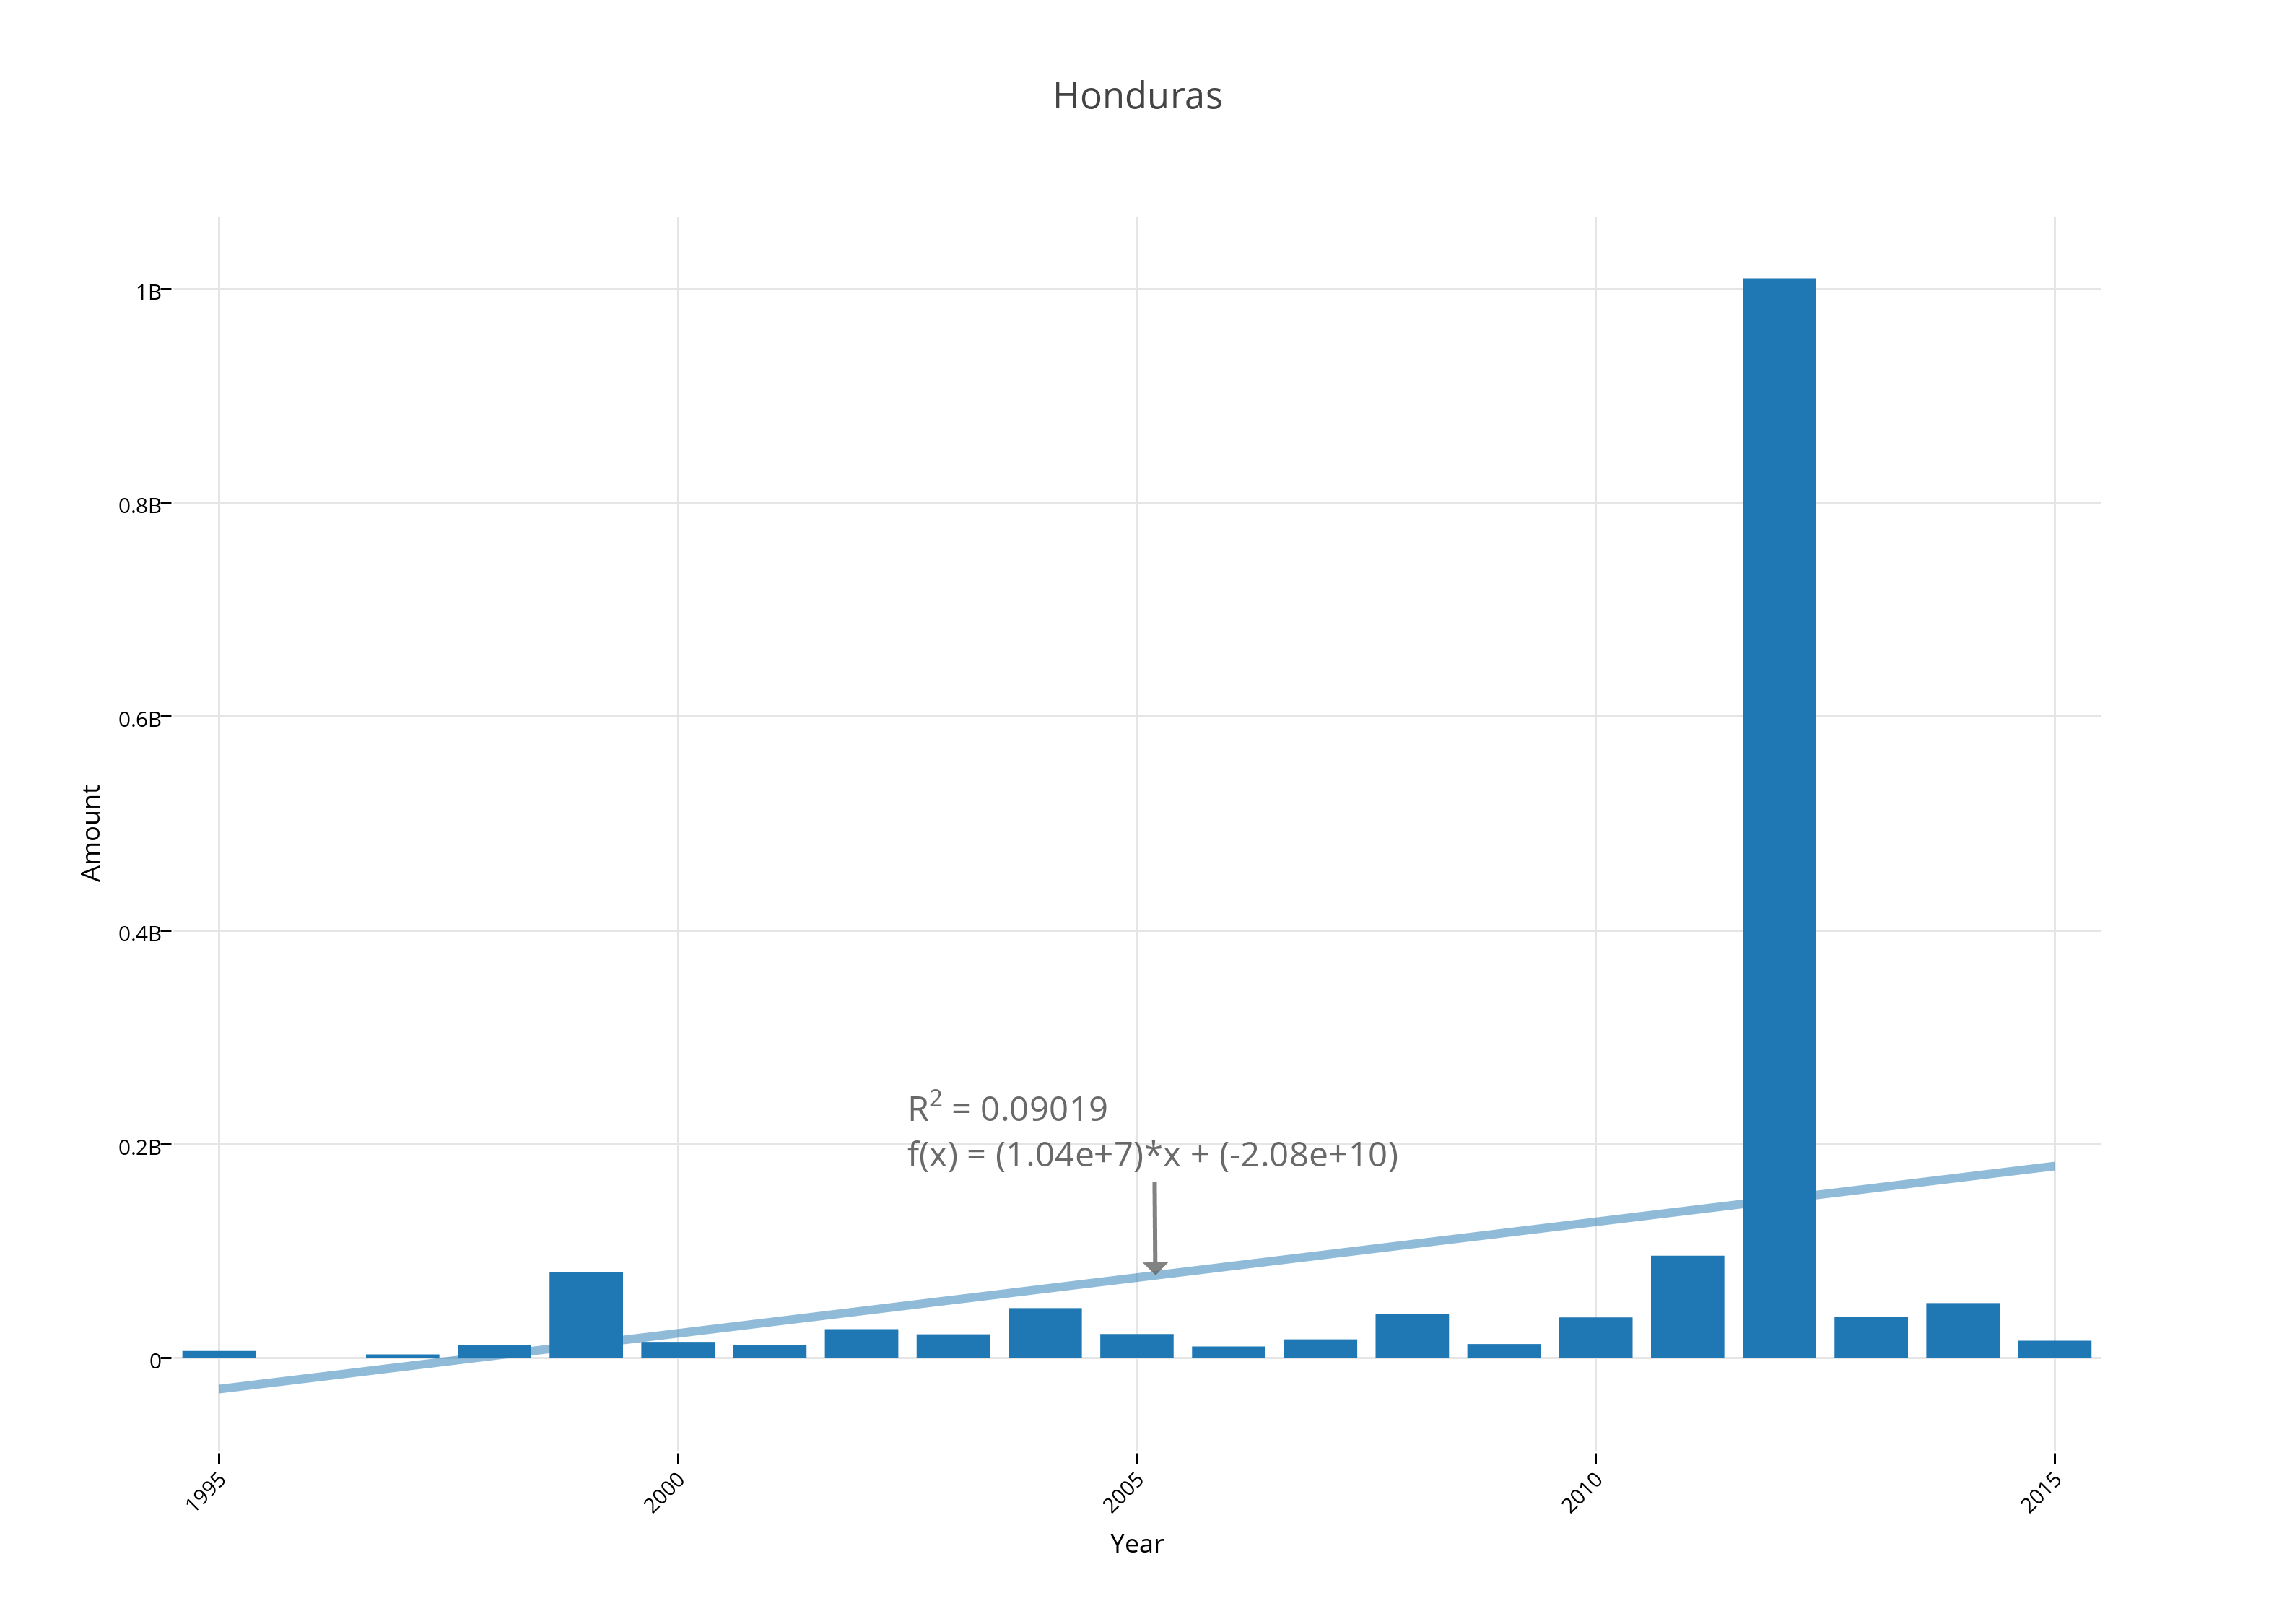 Honduras
1B
0.8B
0.6B
0.4B
0.2B
0
Amount
R² = 0.09019
f(x) = (1.04e+7)*x + (-2.08e+10)
1995
2000
2005
2010
2015
Year